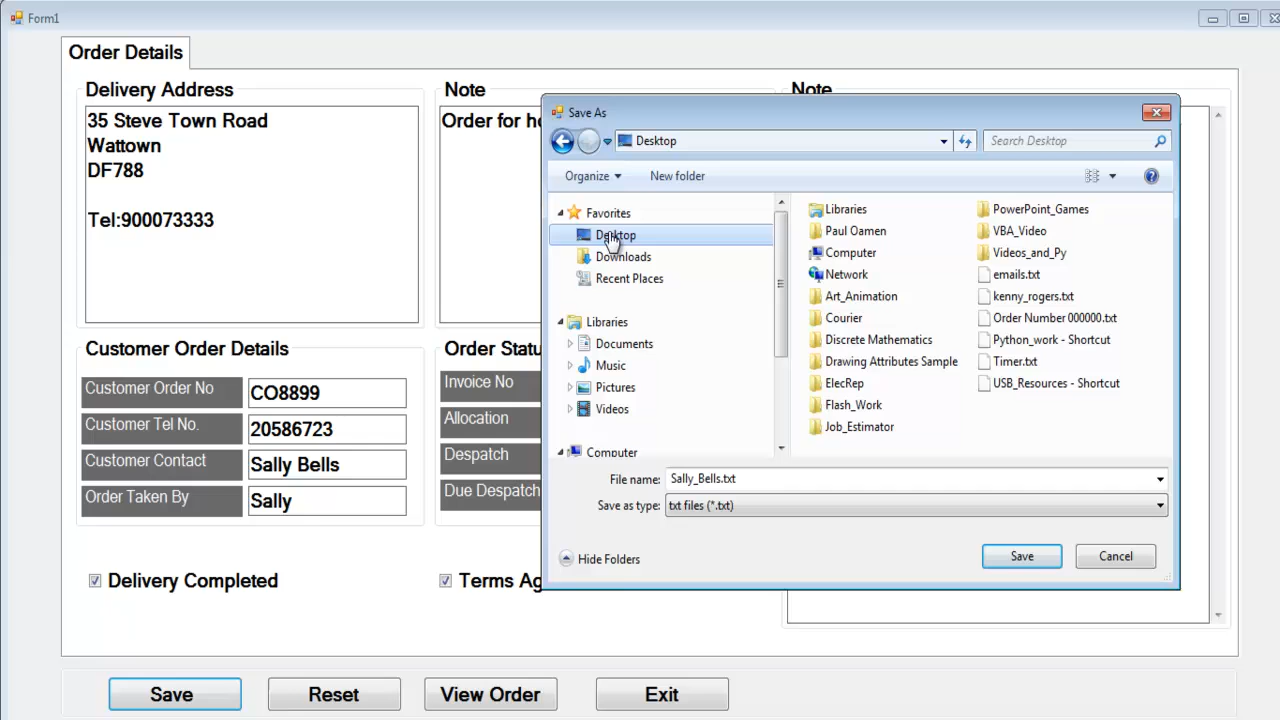 Form1
Order Details
Delivery Address
35 Steve Town Road
Wattown
DF788
Tel:900073333
Note
Order for
Note
Customer Order Details
Customer Order No
CO8899
Customer Tel No.
20586723
Customer Contact
Sally Bells
Order Taken By
Sally
Order Statu
Invoice No
Allocation
Despatch
Due Despatch
Delivery Completed
Terms Ag
Save
Reset
View Order
Exit
Save As
Desktop
Search Desktop
Organize
New folder
Favorites
Desktop
Downloads
Recent Places
Libraries
Documents
Music
Pictures
Videos
Computer
Libraries
Paul Oamen
Computer
Network
Art_Animation
Courier
Discrete Mathematics
Drawing Attributes Sample
ElecRep
Flash_Work
Job_Estimator
PowerPoint_Games
VBA_Video
Videos_and_Py
emails.txt
kenny_rogers.txt
Order Number 000000.txt
Python_work - Shortcut
Timer.txt
USB_Resources - Shortcut
File name:
Sally_Bells.txt
Save as type:
txt files (*.txt)
Hide Folders
Save
Cancel